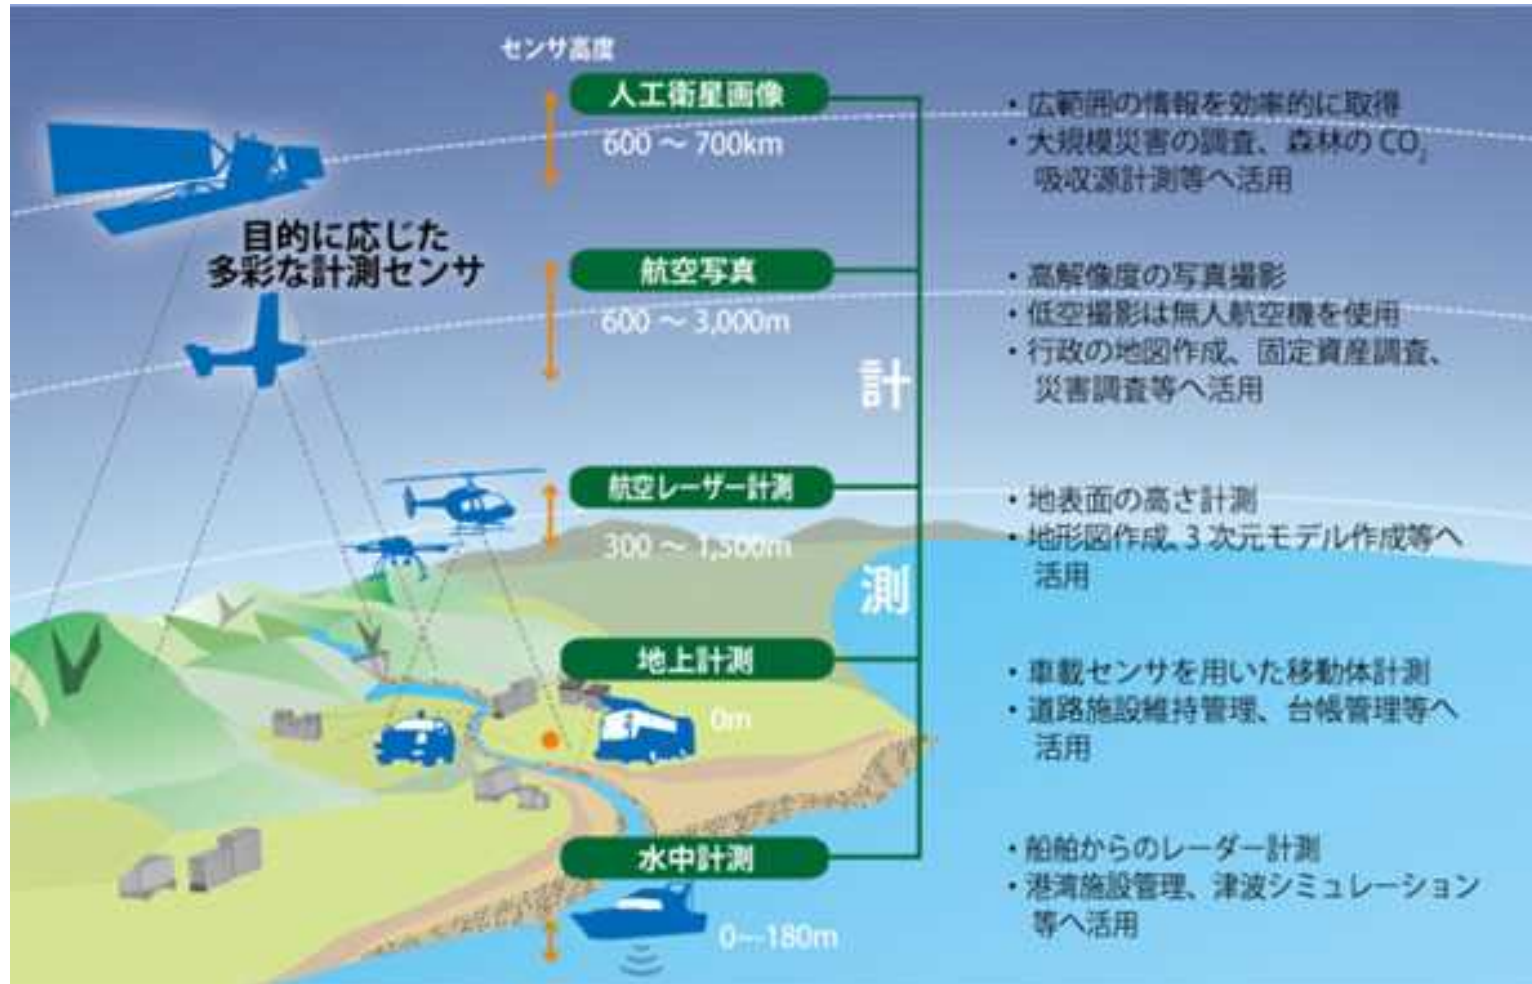 センサ高度
人工衛星画像
600 〜 700km
・広範囲の情報を効率的に取得
・大規模災害の調査、森林の CO₂
吸収源計測等へ活用
目的に応じた
多彩な計測センサ
航空写真
600 〜 3,000m
・高解像度の写真撮影
・低空撮影は無人航空機を使用
・行政の地図作成、固定資産調査、
災害調査等へ活用
計
測
航空レーザー計測
300 〜 1,500m
・地表面の高さ計測
・地形図作成、3 次元モデル作成等へ
活用
地上計測
0m
・車載センサを用いた移動体計測
・道路施設維持管理、台帳管理等へ
活用
水中計測
0〜-180m
・船舶からのレーダー計測
・港湾施設管理、津波シミュレーション
等へ活用